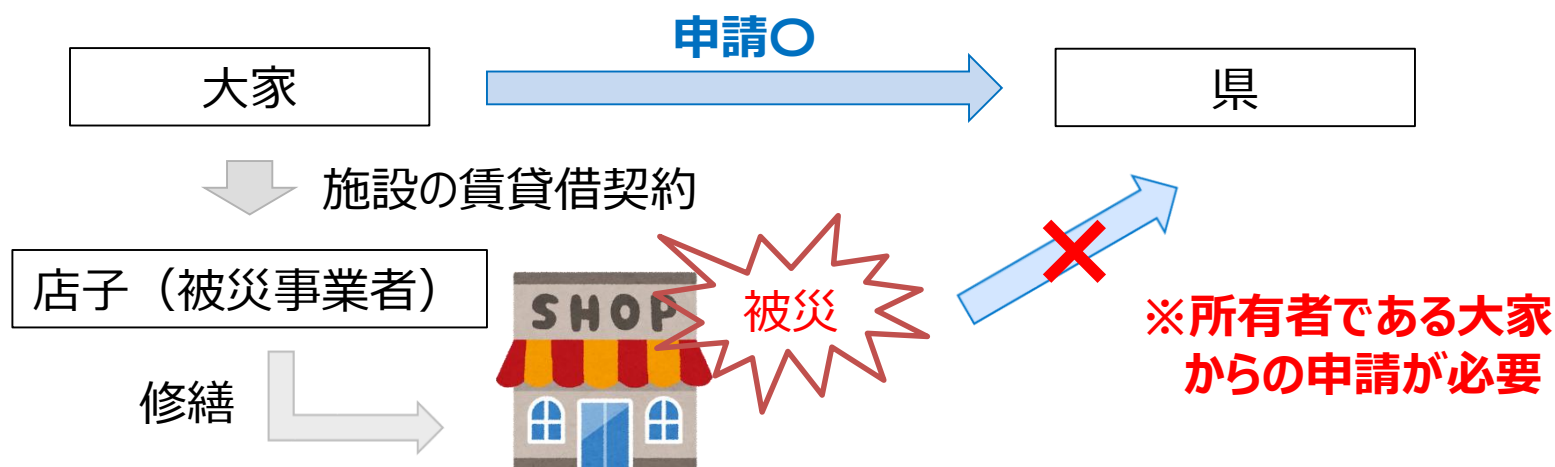 申請〇
大家
県
施設の賃貸借契約
店子（被災事業者）
SHOP
被災
※所有者である大家
からの申請が必要
修繕